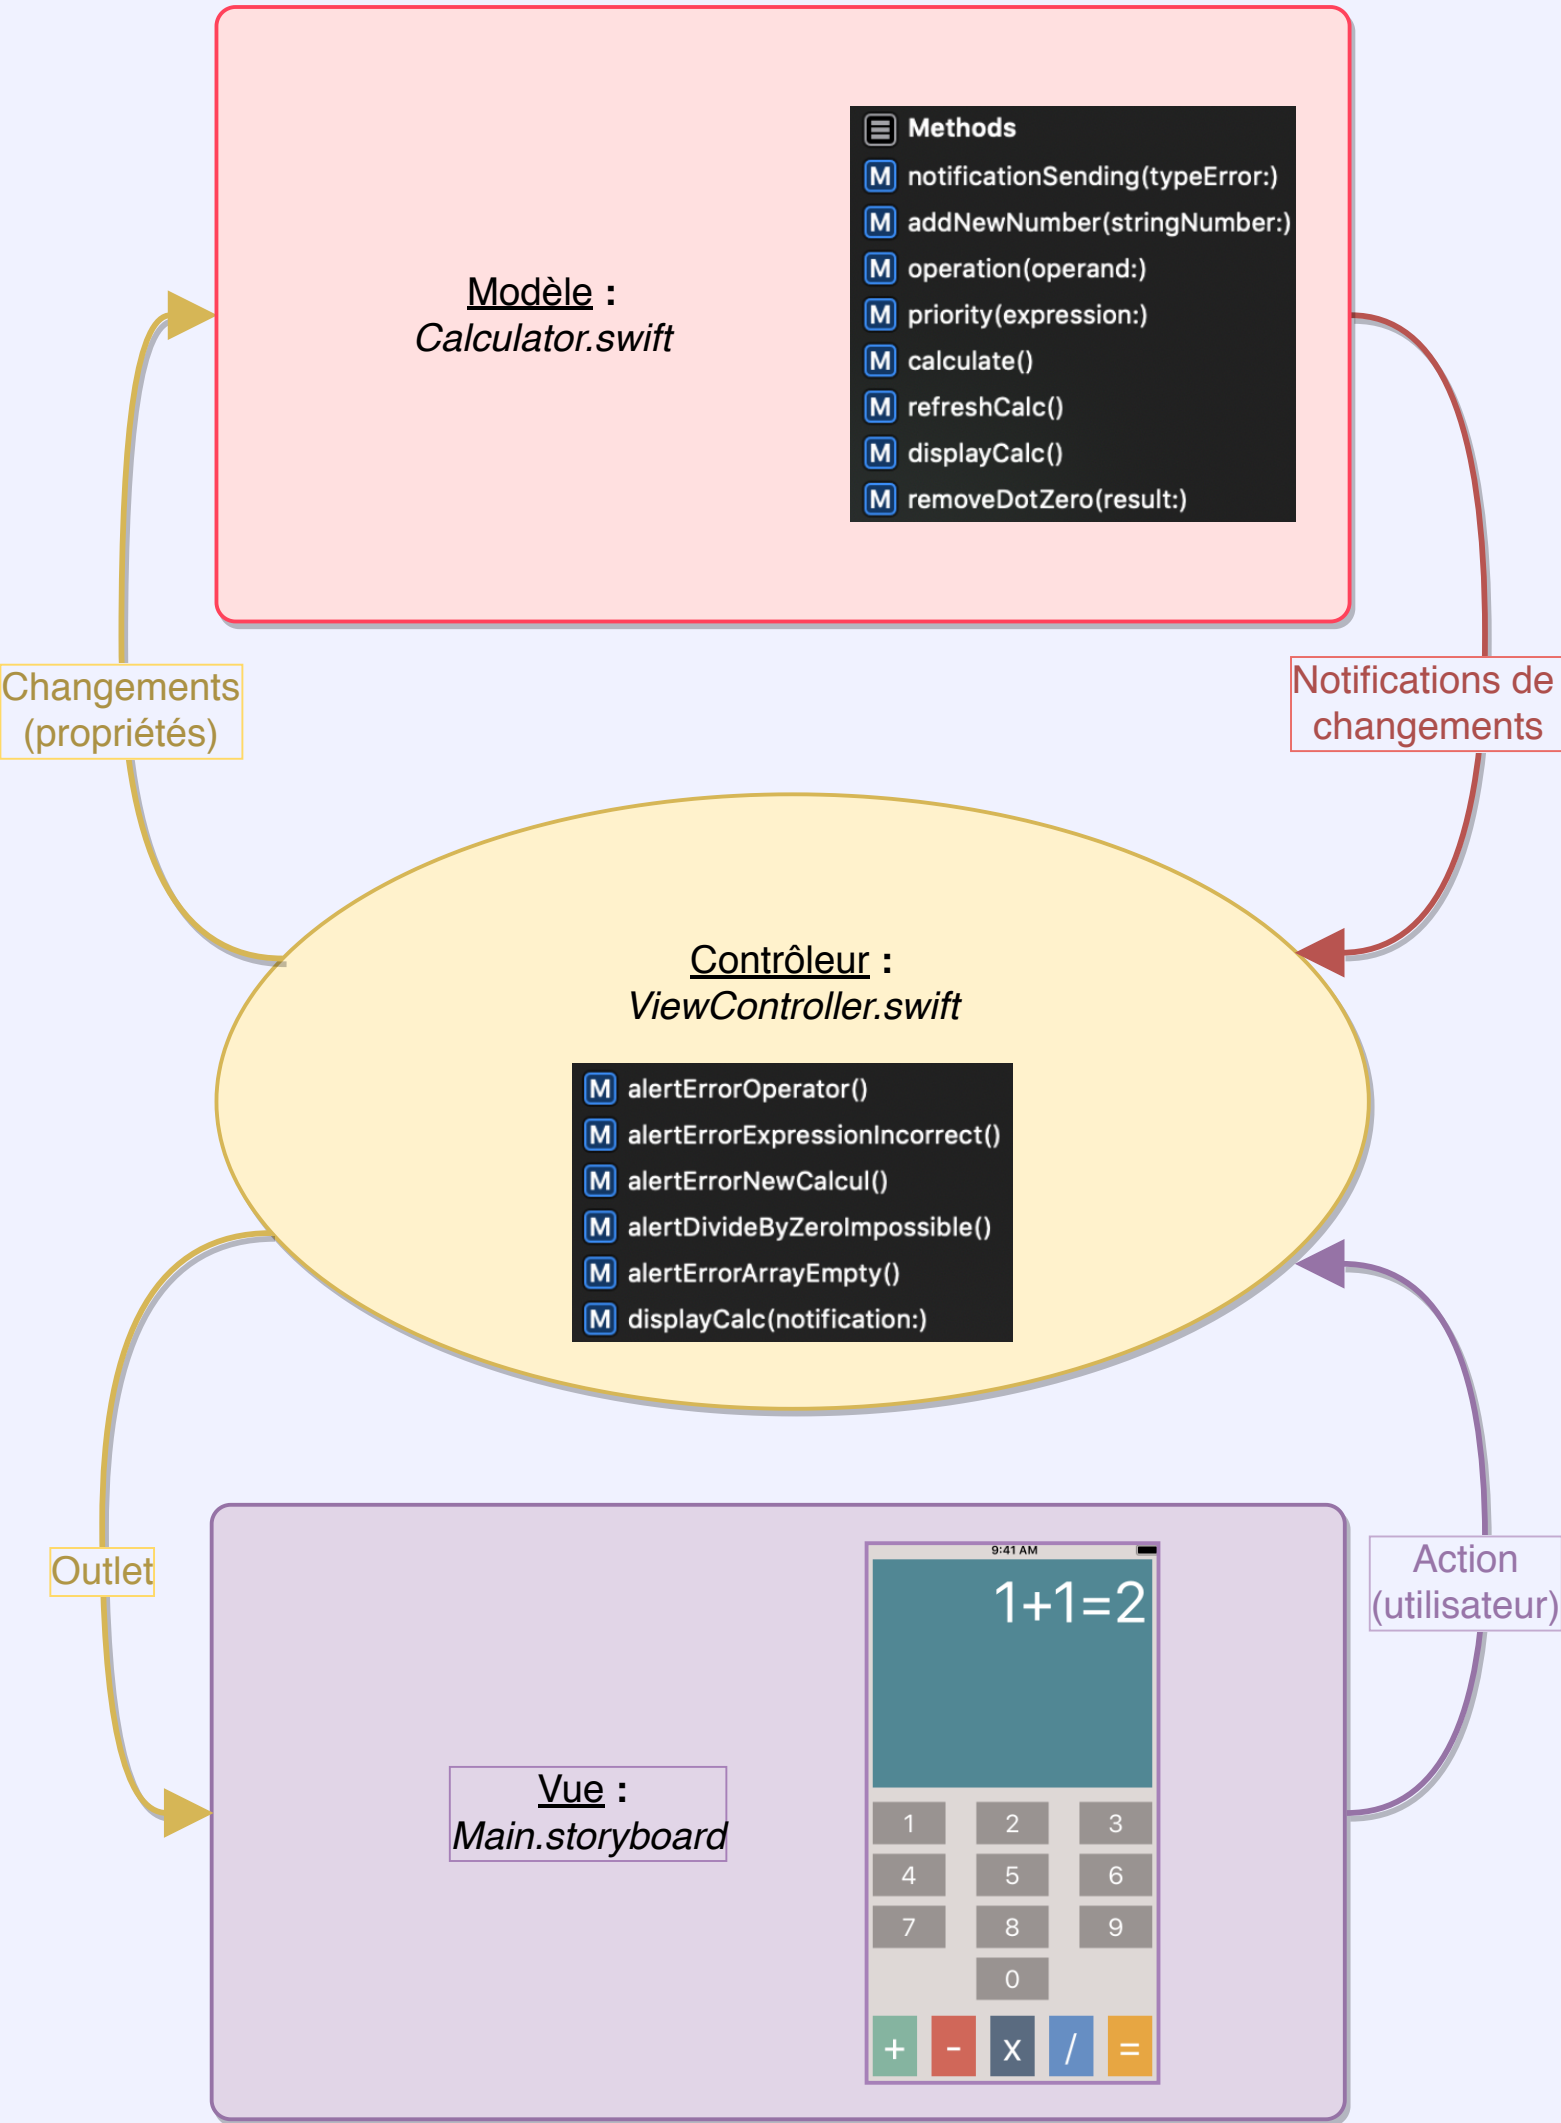 Modèle :
Calculator.swift
Methods
M notificationSending(typeError:)
M addNewNumber(stringNumber:)
M operation(operand:)
M priority(expression:)
M calculate()
M refreshCalc()
M displayCalc()
M removeDotZero(result:)
Changements
(propriétés)
Notifications de
changements
Contrôleur :
ViewController.swift
M alertErrorOperator()
M alertErrorExpressionIncorrect()
M alertErrorNewCalcul()
M alertDivideByZeroImpossible()
M alertErrorArrayEmpty()
M displayCalc(notification:)
Outlet
Action
(utilisateur)
Vue :
Main.storyboard
9:41 AM
1+1=2
1 2 3
4 5 6
7 8 9
0
+ - x / =